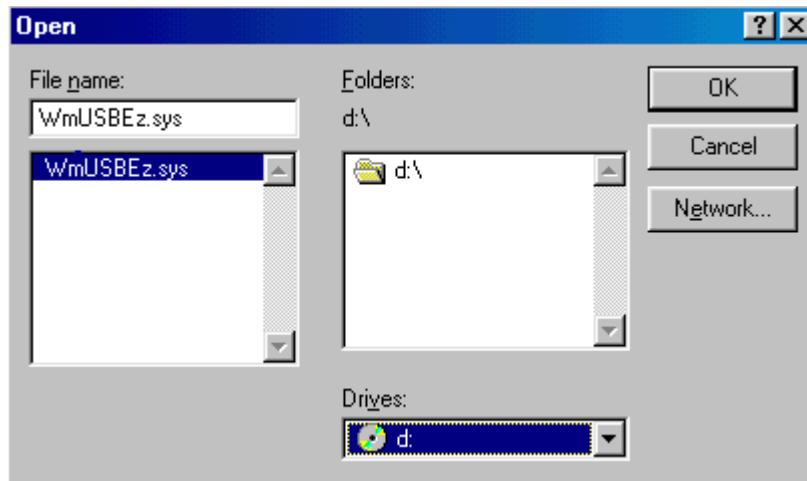 Open
File name:
WmUSBEz.sys
WmUSBEz.sys
Folders:
d:\
d:\
Drives:
d:
OK
Cancel
Network...